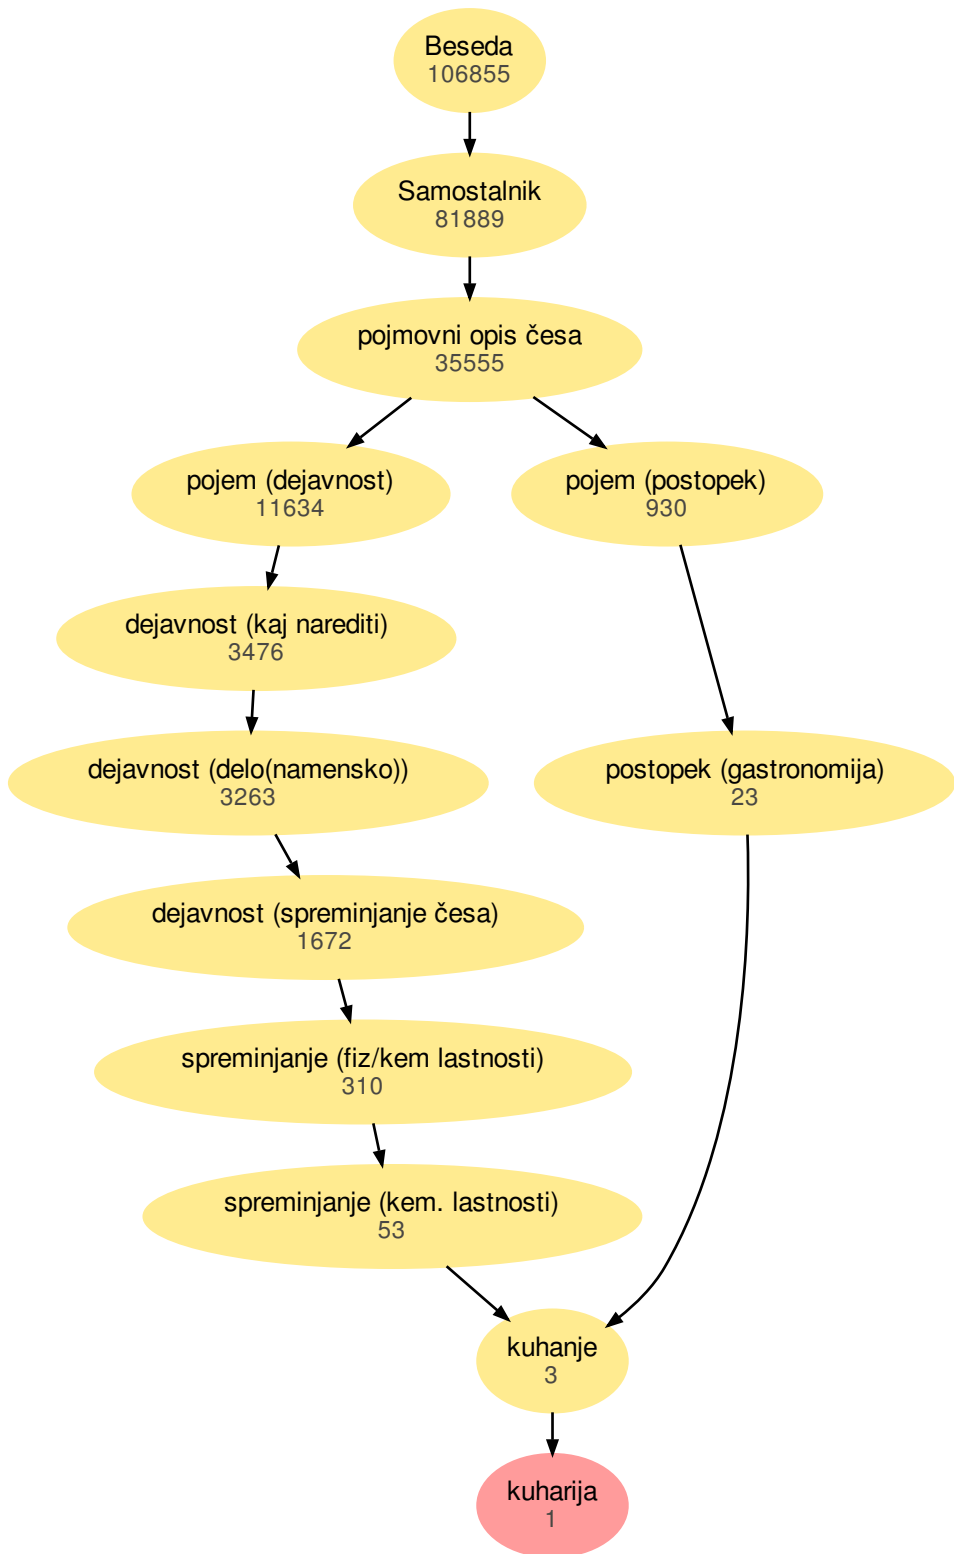 Beseda
106855
Samostalnik
81889
pojmovni opis česa
35555
pojem (dejavnost)
11634
pojem (postopek)
930
dejavnost (kaj narediti)
3476
dejavnost (delo(namensko))
3263
postopek (gastronomija)
23
dejavnost (spreminjanje česa)
1672
spreminjanje (fiz/kem lastnosti)
310
spreminjanje (kem. lastnosti)
53
kuhanje
3
kuharija
1